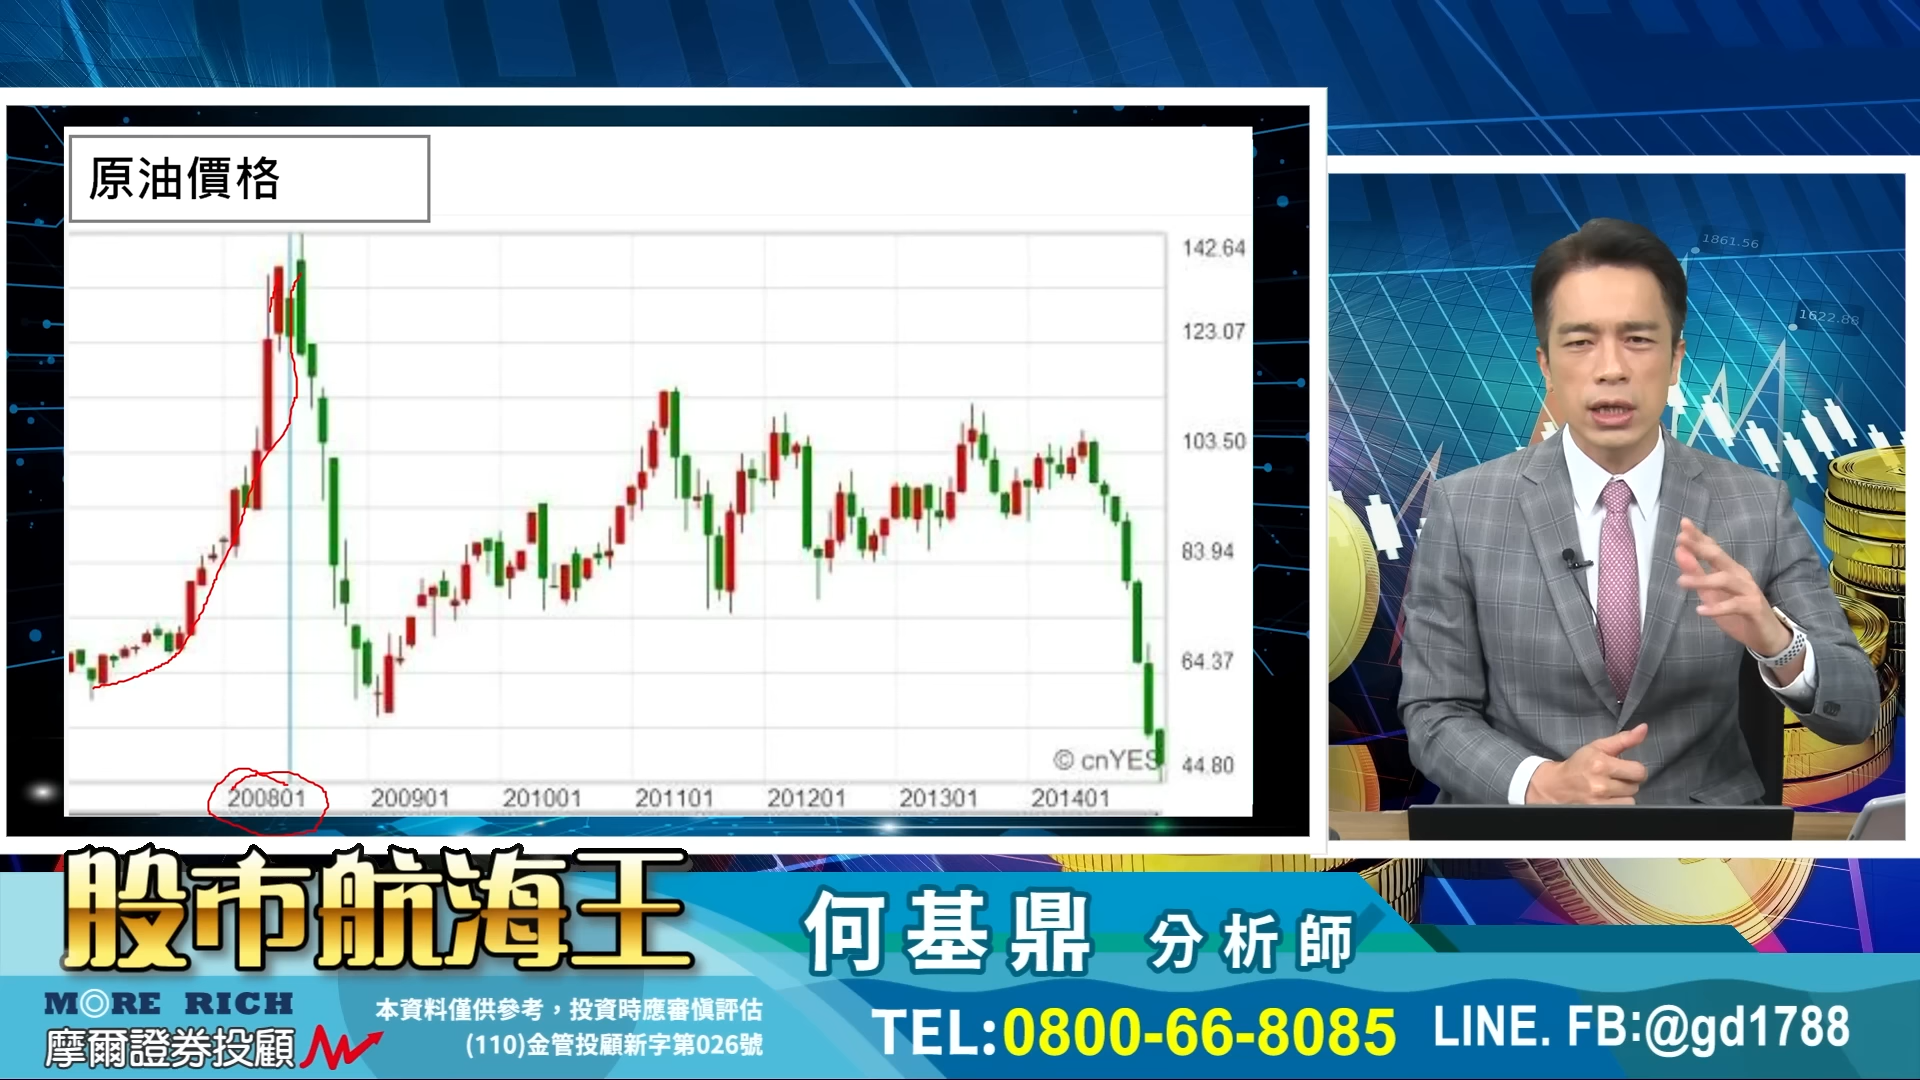 原油價格
142.64
123.07
103.50
83.94
64.37
44.80
© cnYES
200801
200901
201001
201101
201201
201301
201401
1861.56
1622.88
股市航海王
何基鼎 分析師
MORE RICH
摩爾證券投顧
本資料僅供參考，投資時應審慎評估
(110)金管投顧新字第026號
TEL:0800-66-8085
LINE. FB:@gd1788